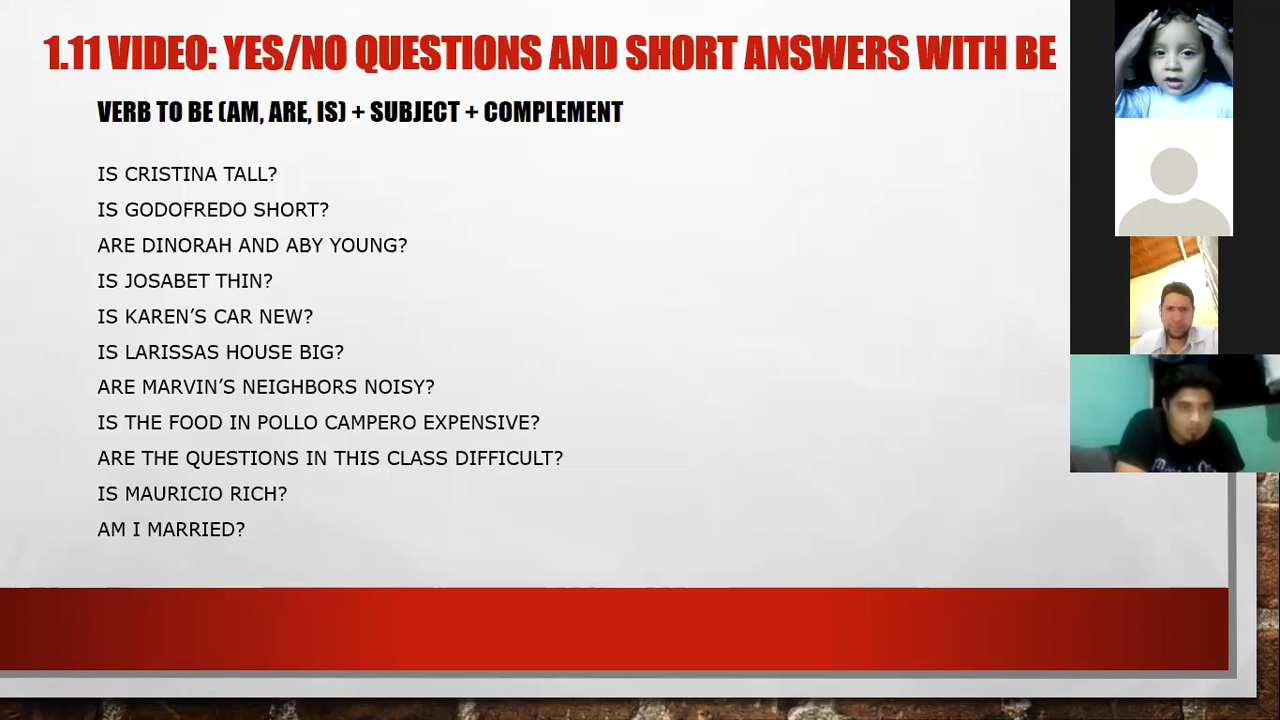 1.11 VIDEO: YES/NO QUESTIONS AND SHORT ANSWERS WITH BE
VERB TO BE (AM, ARE, IS) + SUBJECT + COMPLEMENT
IS CRISTINA TALL?
IS GODOFREDO SHORT?
ARE DINORAH AND ABY YOUNG?
IS JOSABET THIN?
IS KAREN'S CAR NEW?
IS LARISSAS HOUSE BIG?
ARE MARVIN'S NEIGHBORS NOISY?
IS THE FOOD IN POLLO CAMPERO EXPENSIVE?
ARE THE QUESTIONS IN THIS CLASS DIFFICULT?
IS MAURICIO RICH?
AM I MARRIED?